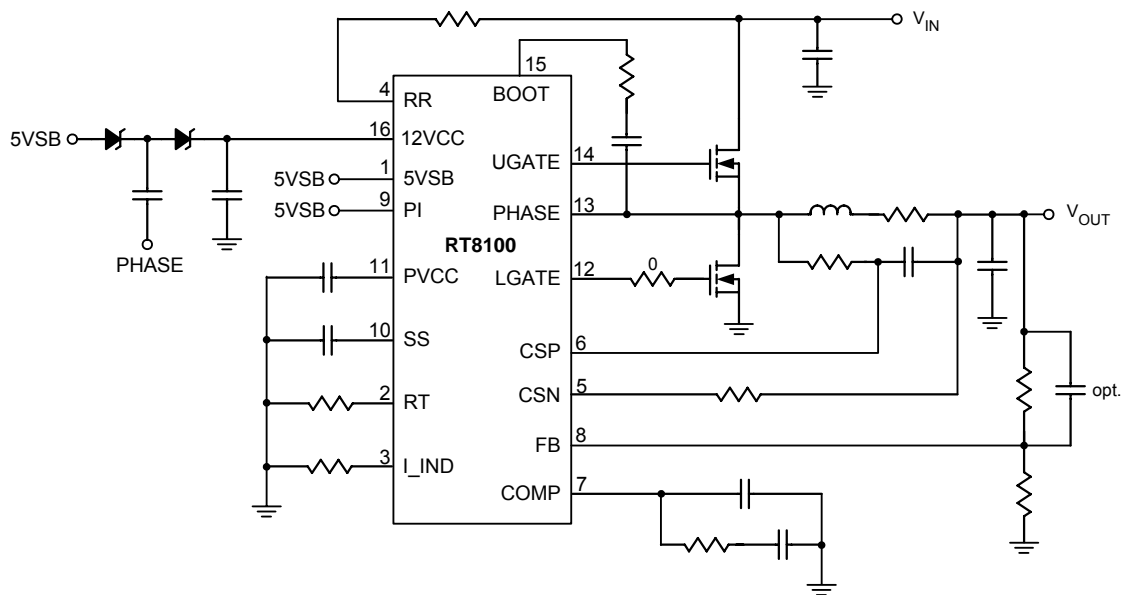 VIN
15
BOOT
4
RR
5VSB
16
12VCC
14
UGATE
1
5VSB
5VSB
9
5VSB
PI
13
PHASE
VOUT
RT8100
PHASE
11
PVCC
12
LGATE
0
10
SS
6
CSP
2
RT
5
CSN
opt.
8
FB
3
I_IND
7
COMP